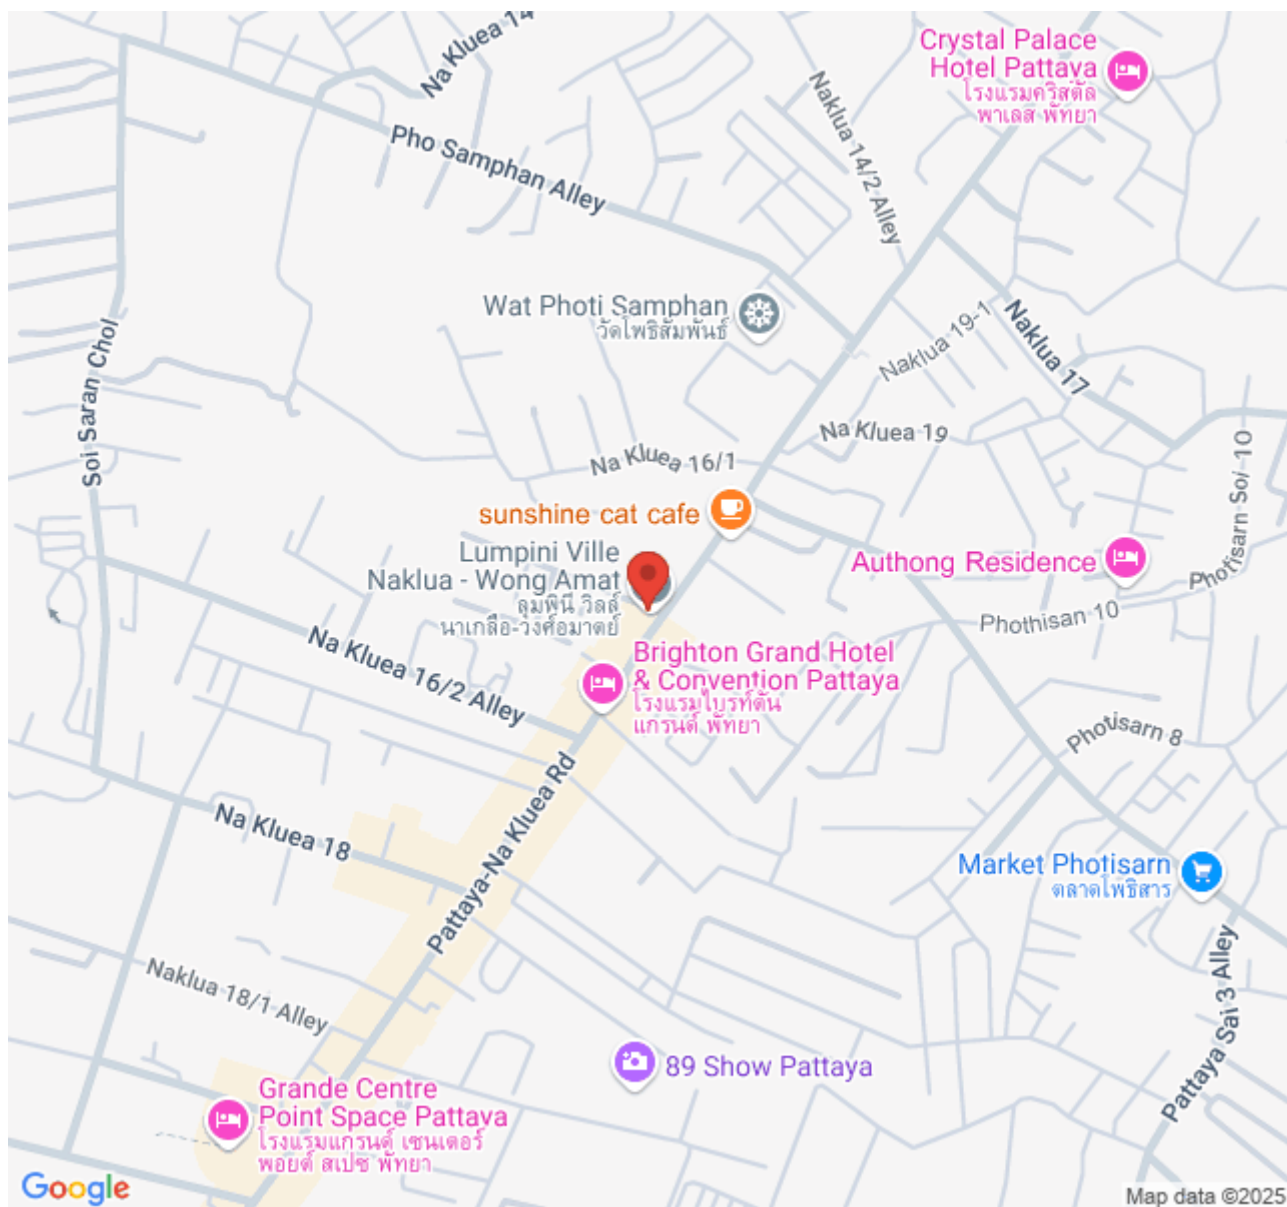 Na Kluea 14
Crystal Palace
Hotel Pattaya
โรงแรมคริสตัล
พาเลส พัทยา
Naklua 14/2 Alley
Pho Samphan Alley
Wat Photi Samphan
วัดโพธิสัมพันธ์
Naklua 19-1
Naklua 17
Soi Saran Chol
Na Kluea 19
Na Kluea 16/1
Photisarn Soi 10
sunshine cat cafe
Lumpini Ville
Naklua - Wong Amat
ลุมพินี วิลล์
นาเกลือ-วงศ์อมาตย์
Authong Residence
Phothisan 10
Na Kluea 16/2 Alley
Brighton Grand Hotel
& Convention Pattaya
โรงแรมไบรท์ตัน
แกรนด์ พัทยา
Photisarn 8
Pattaya-Na Kluea Rd
Na Kluea 18
Market Photisarn
ตลาดโพธิสาร
Naklua 18/1 Alley
Pattaya Sai 3 Alley
89 Show Pattaya
Grande Centre
Point Space Pattaya
โรงแรมแกรนด์ เซนเตอร์
พอยต์ สเปซ พัทยา
Google
Map data ©2025